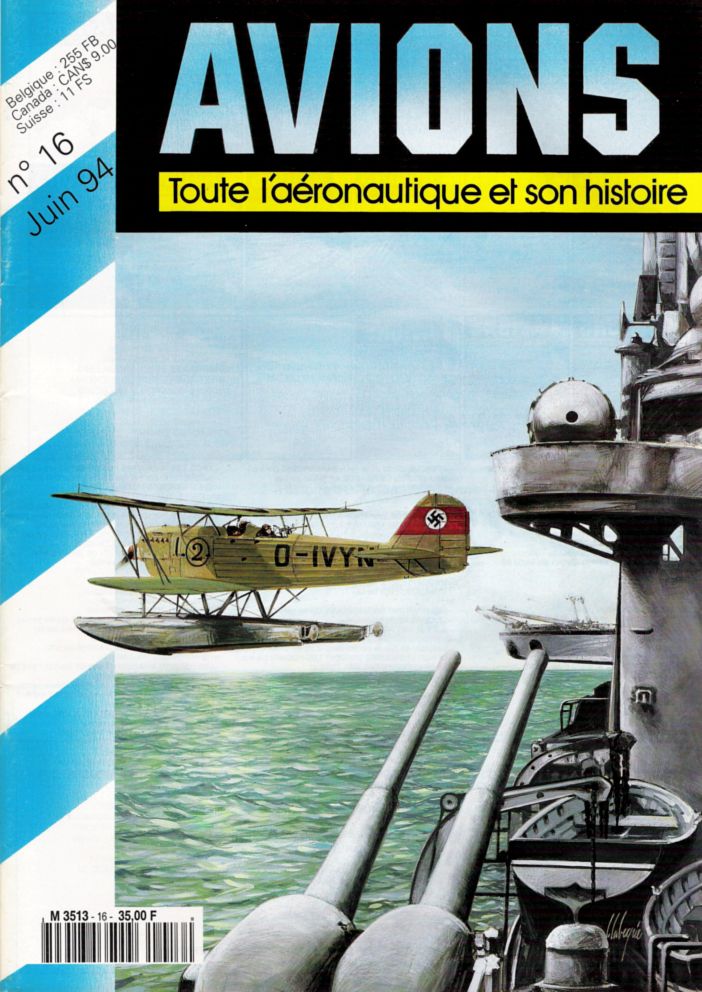 Belgique : 255 FB
Canada : CAN$ 9.00
Suisse : 11 FS
n° 16
Juin 94
AVIONS
Toute l'aéronautique et son histoire
2
D-IVYN
M 3513 - 16 - 35,00 F